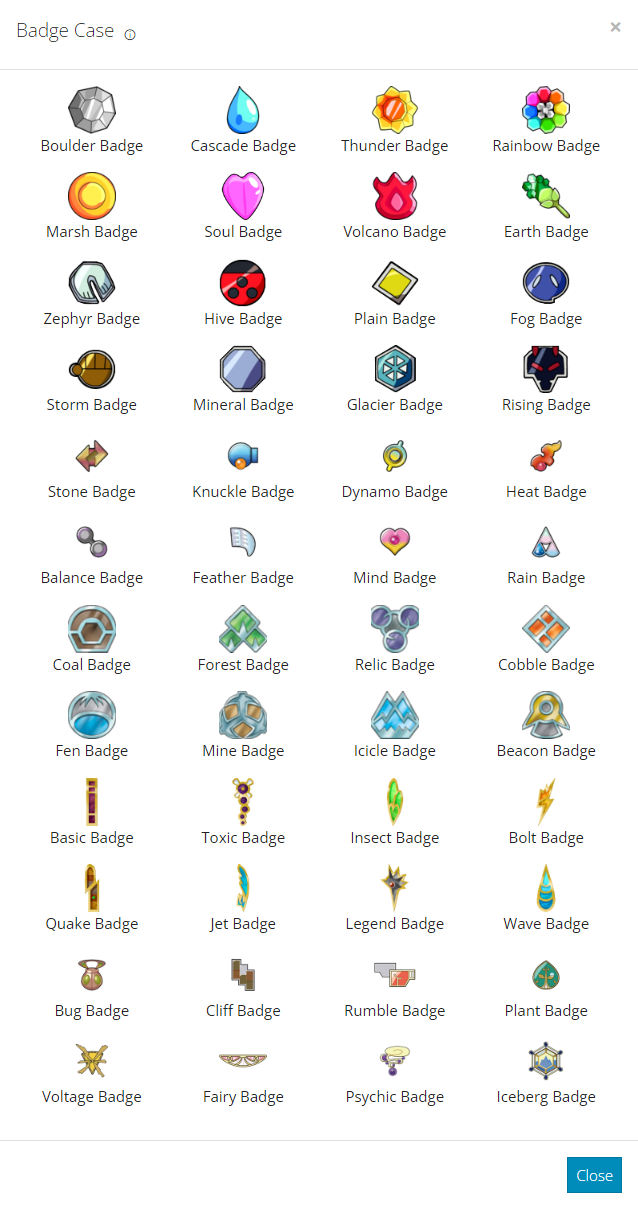 Badge Case
Boulder Badge Cascade Badge Thunder Badge Rainbow Badge
Marsh Badge Soul Badge Volcano Badge Earth Badge
Zephyr Badge Hive Badge Plain Badge Fog Badge
Storm Badge Mineral Badge Glacier Badge Rising Badge
Stone Badge Knuckle Badge Dynamo Badge Heat Badge
Balance Badge Feather Badge Mind Badge Rain Badge
Coal Badge Forest Badge Relic Badge Cobble Badge
Fen Badge Mine Badge Icicle Badge Beacon Badge
Basic Badge Toxic Badge Insect Badge Bolt Badge
Quake Badge Jet Badge Legend Badge Wave Badge
Bug Badge Cliff Badge Rumble Badge Plant Badge
Voltage Badge Fairy Badge Psychic Badge Iceberg Badge
Close